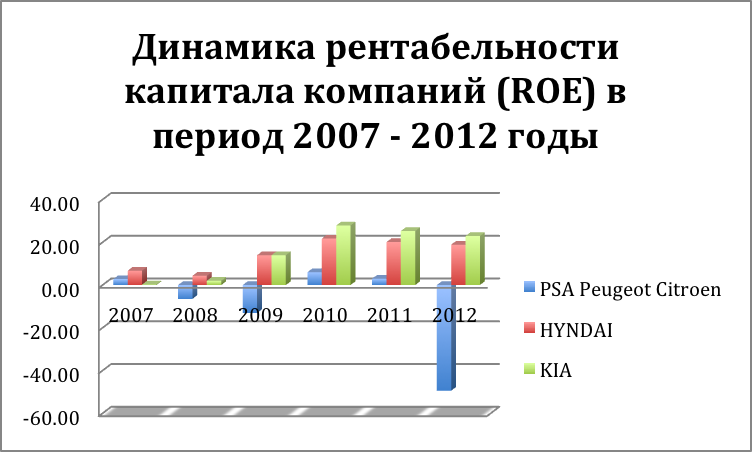 Динамика рентабельности
капитала компаний (ROE) в
период 2007 - 2012 годы
40.00
20.00
0.00
-20.00
-40.00
-60.00
2007 2008 2009 2010 2011 2012
PSA Peugeot Citroen
HYNDAI
KIA